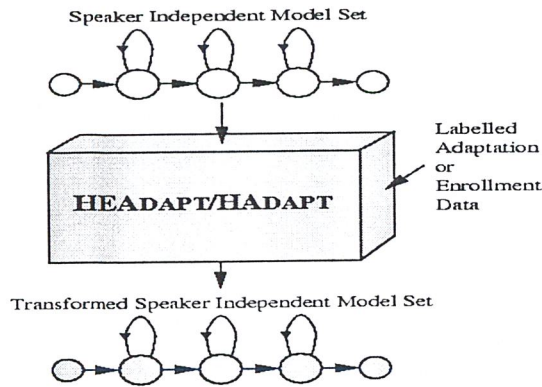 Speaker Independent Model Set
Labelled
Adaptation
or
Enrollment
Data
HEADAPT/HADAPT
Transformed Speaker Independent Model Set